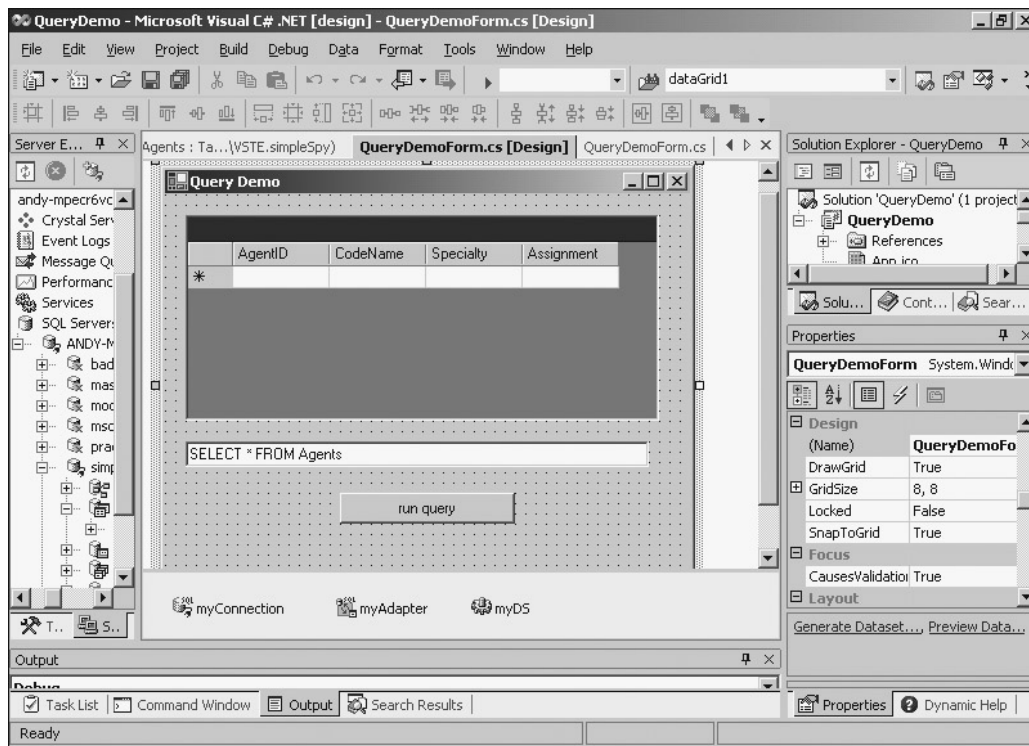 QueryDemo - Microsoft Visual C# .NET [design] - QueryDemoForm.cs [Design]
File Edit View Project Build Debug Data Format Tools Window Help
dataGrid1
Server E...
Agents : Ta...\VSTE.simpleSpy) QueryDemoForm.cs [Design] QueryDemoForm.cs
Solution Explorer - QueryDemo
andy-mpecr6vc
Crystal Serv
Event Logs
Message Qu
Performanc
Services
SQL Servers
ANDY-M
bad
mas
mod
msc
pra
simp
Query Demo
AgentID CodeName Specialty Assignment
SELECT * FROM Agents
run query
myConnection myAdapter myDS
Solution 'QueryDemo' (1 project
QueryDemo
References
App.ico
Solu... Cont... Sear...
Properties
QueryDemoForm System.Windo
Design
(Name) QueryDemoFo
DrawGrid True
GridSize 8, 8
Locked False
SnapToGrid True
Focus
CausesValidation True
Layout
Generate Dataset..., Preview Data...
T.. S..
Output
Debug
Task List Command Window Output Search Results
Properties Dynamic Help
Ready